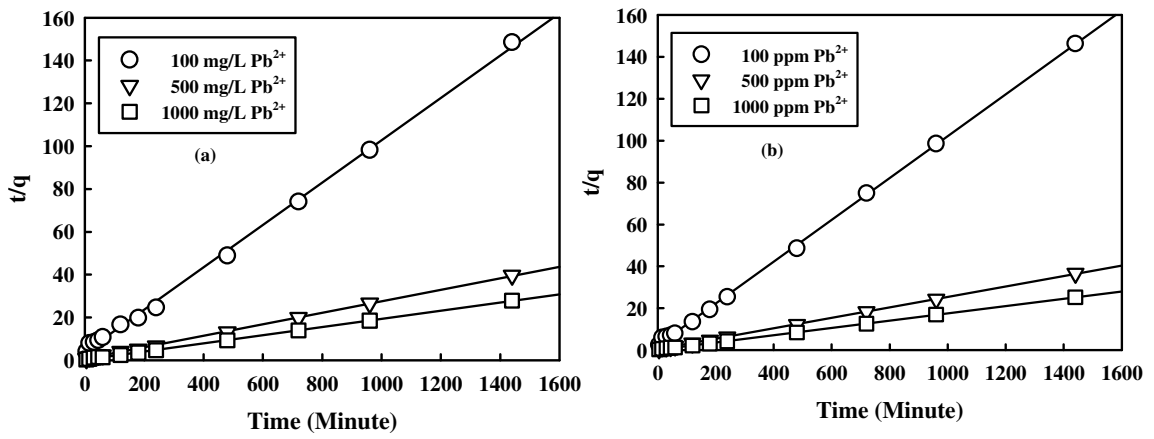 160
140
120
100
80
60
40
20
0
t/q
100 mg/L Pb²⁺
500 mg/L Pb²⁺
1000 mg/L Pb²⁺
(a)
0 200 400 600 800 1000 1200 1400 1600
Time (Minute)
160
140
120
100
80
60
40
20
0
t/q
100 ppm Pb²⁺
500 ppm Pb²⁺
1000 ppm Pb²⁺
(b)
0 200 400 600 800 1000 1200 1400 1600
Time (Minute)